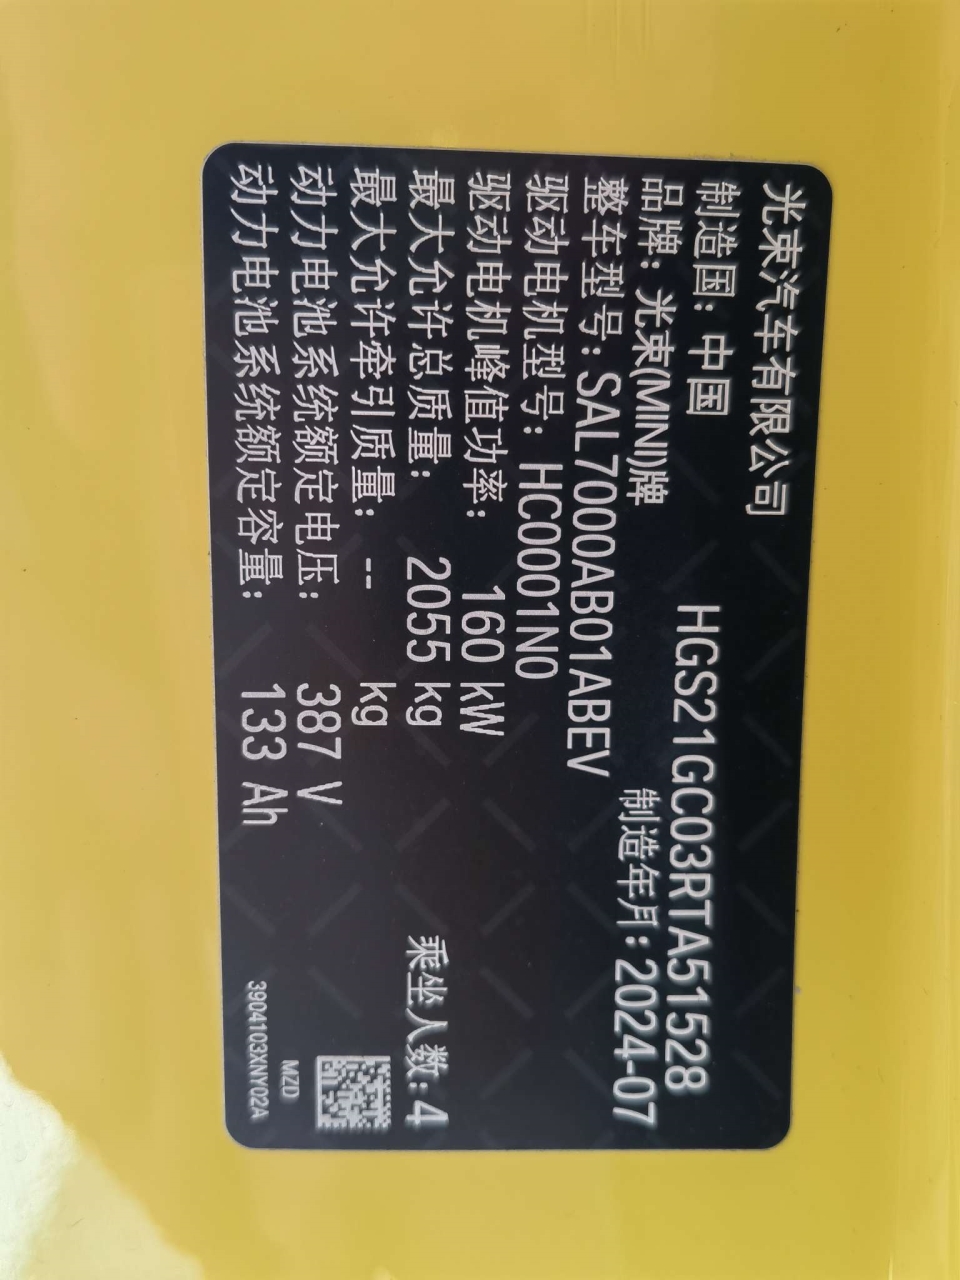 光束汽车有限公司
制造国: 中国 HGS21GC03RTA51528
品牌: 光束(MINI)牌 制造年月: 2024-07
整车型号: SAL7000AB01ABEV
驱动电机型号: HC0001N0
驱动电机峰值功率: 160 kW
最大允许总质量: 2055 kg 乘坐人数: 4
最大允许牵引质量: -- kg
动力电池系统额定电压: 387 V
动力电池系统额定容量: 133 Ah
MZD
3904103XNY02A